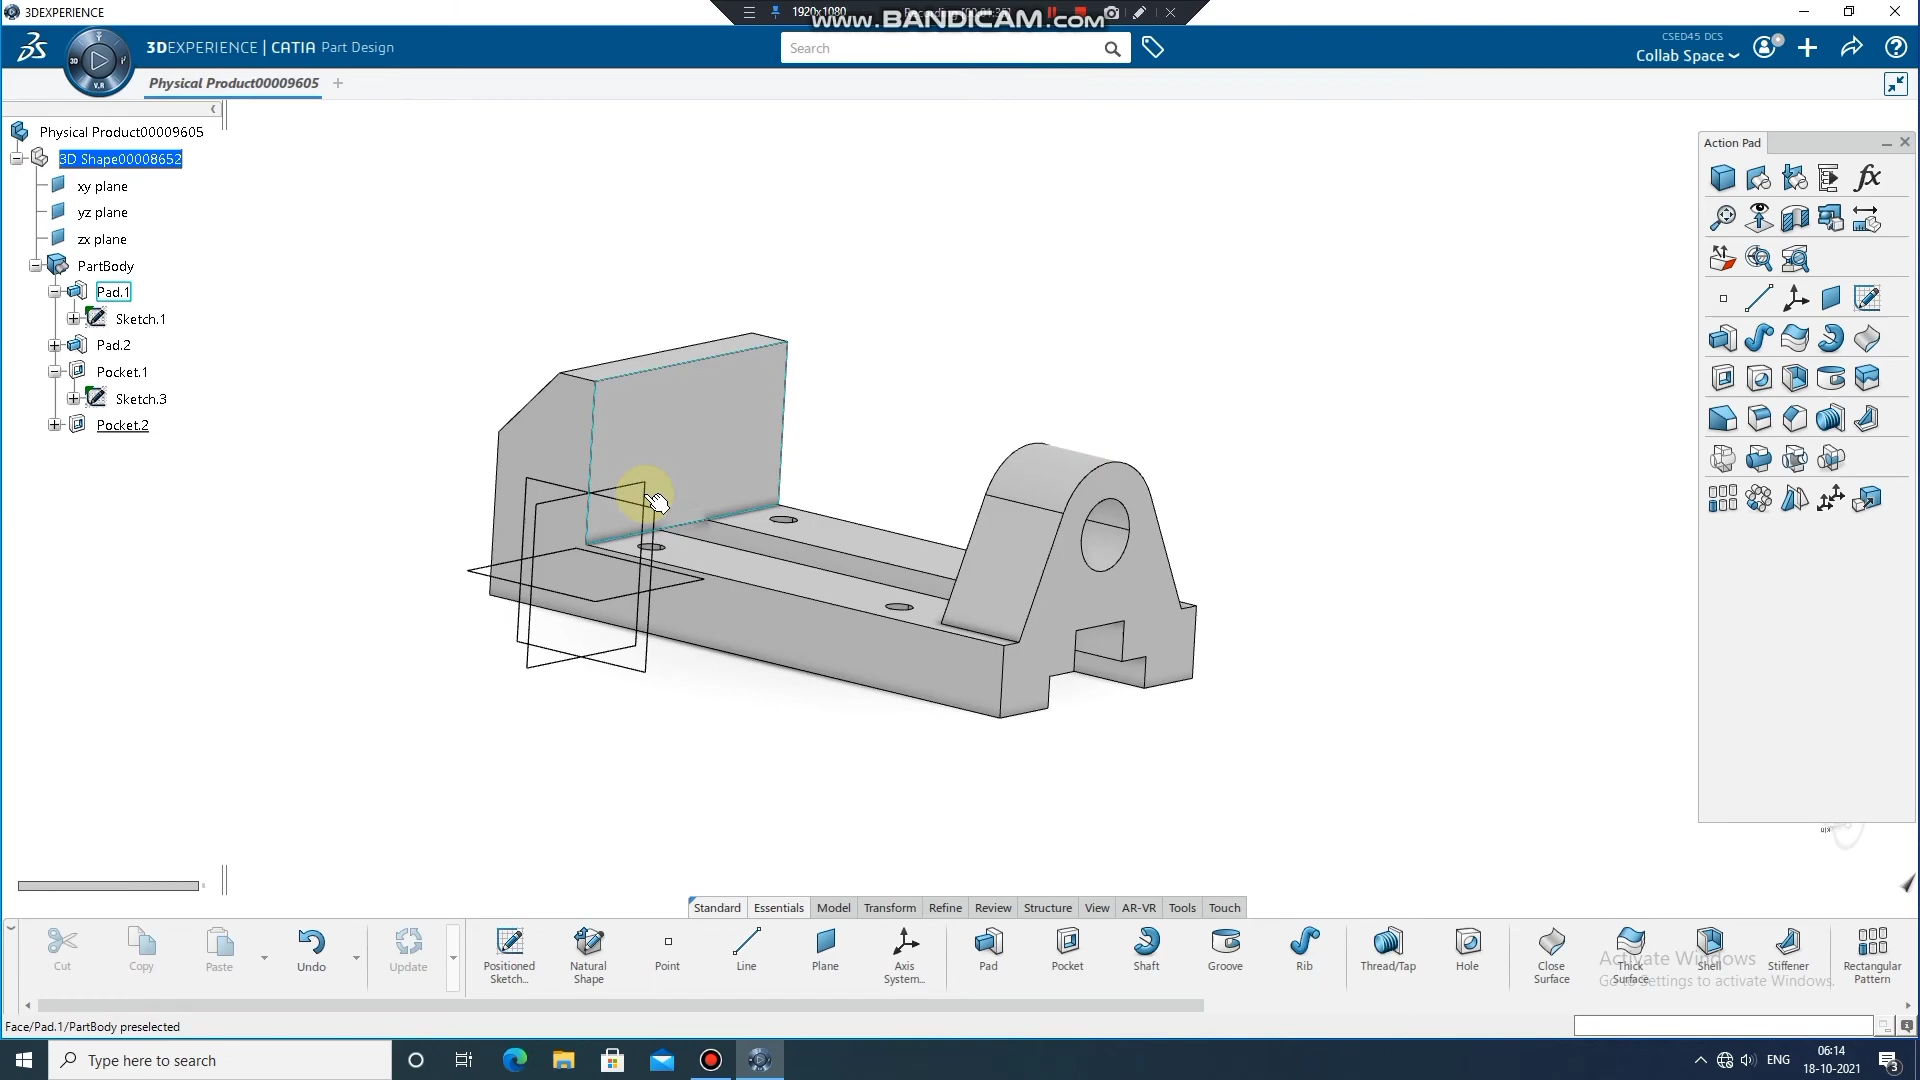 3DEXPERIENCE
1920x1080
www.BANDICAM.com
3DEXPERIENCE | CATIA Part Design
Search
CSED45 DCS
Collab Space
3D
V.R
Physical Product00009605
Physical Product00009605
3D Shape00008652
xy plane
yz plane
zx plane
PartBody
Pad.1
Sketch.1
Pad.2
Pocket.1
Sketch.3
Pocket.2
Action Pad
fx
Standard
Essentials
Model
Transform
Refine
Review
Structure
View
AR-VR
Tools
Touch
Cut
Copy
Paste
Undo
Update
Positioned Sketch...
Natural Shape
Point
Line
Plane
Axis System...
Pad
Pocket
Shaft
Groove
Rib
Thread/Tap
Hole
Close Surface
Thick Surface
Shell
Stiffener
Rectangular Pattern
Activate Windows
Go to Settings to activate Windows.
Face/Pad.1/PartBody preselected
Type here to search
ENG
06:14
18-10-2021
3